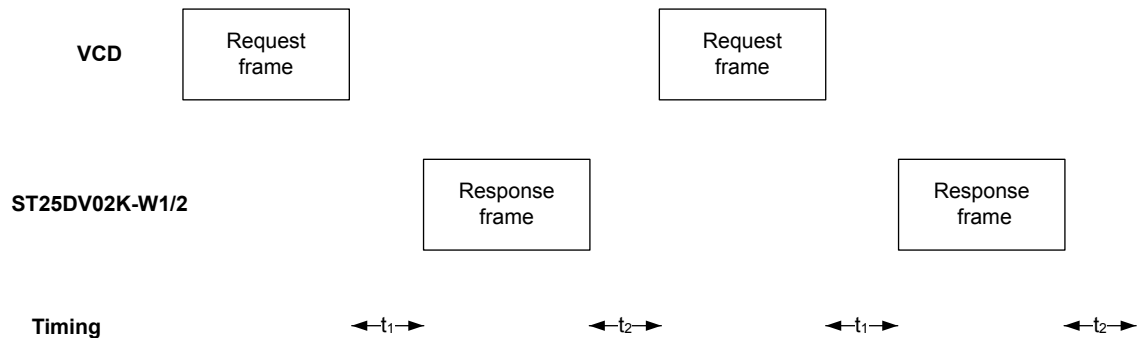 VCD
Request
frame
Request
frame
ST25DV02K-W1/2
Response
frame
Response
frame
Timing
t1
t2
t1
t2